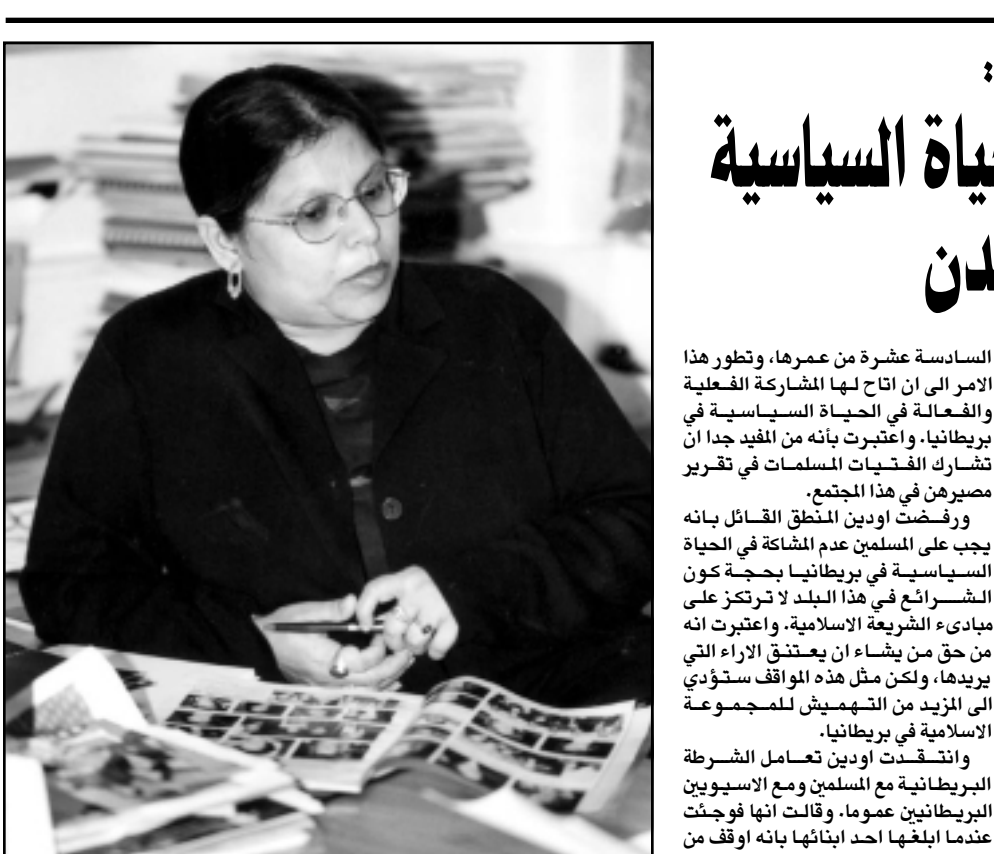 ياة السياسية
لدن
السادسة عشرة من عمرها، وتطور هذا
الامر الى ان اتاح لها المشاركة الفعلية
والفعالة في الحياة السياسية في
بريطانيا. واعتبرت بأنه من المفيد جدا ان
تشارك الفتيات المسلمات في تقرير
مصيرهن في هذا المجتمع.
ورفضت اودين المنطق القائل بانه
يجب على المسلمين عدم المشاكة في الحياة
السياسية في بريطانيا بحجة كون
الشرائع في هذا البلد لا ترتكز على
مبادىء الشريعة الاسلامية. واعتبرت انه
من حق من يشاء ان يعتنق الاراء التي
يريدها، ولكن مثل هذه المواقف ستؤدي
الى المزيد من التهميش للمجموعة
الاسلامية في بريطانيا.
وانتقدت اودين تعامل الشرطة
البريطانية مع المسلمين ومع الاسيويين
البريطانيين عموما. وقالت انها فوجئت
عندما ابلغها احد ابنائها بانه اوقف من